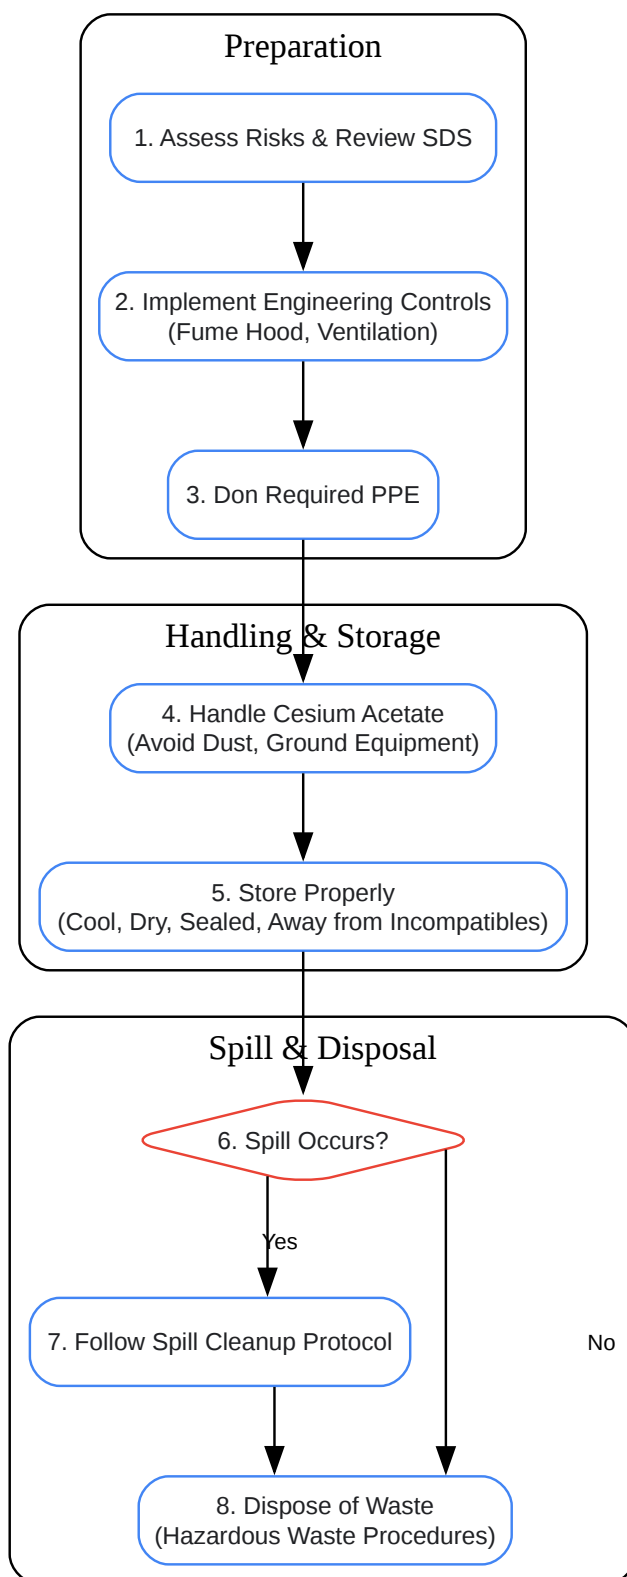 Preparation
1. Assess Risks & Review SDS
2. Implement Engineering Controls
(Fume Hood, Ventilation)
3. Don Required PPE
Handling & Storage
4. Handle Cesium Acetate
(Avoid Dust, Ground Equipment)
5. Store Properly
(Cool, Dry, Sealed, Away from Incompatibles)
Spill & Disposal
6. Spill Occurs?
Yes
7. Follow Spill Cleanup Protocol
No
8. Dispose of Waste
(Hazardous Waste Procedures)